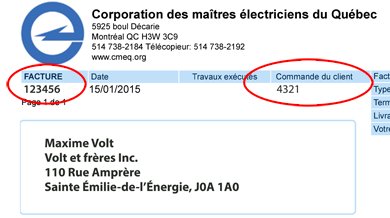 Corporation des maîtres électriciens du Québec
5925 boul Décarie
Montréal QC H3W 3C9
514 738-2184 Télécopieur: 514 738-2192
www.cmeq.org
FACTURE Date Travaux exécutés Commande du client Factu
123456 15/01/2015 4321 Type
Page 1 de 1 Term
Livra
Votre
Maxime Volt
Volt et frères Inc.
110 Rue Amprère
Sainte Émilie-de-l'Énergie, J0A 1A0